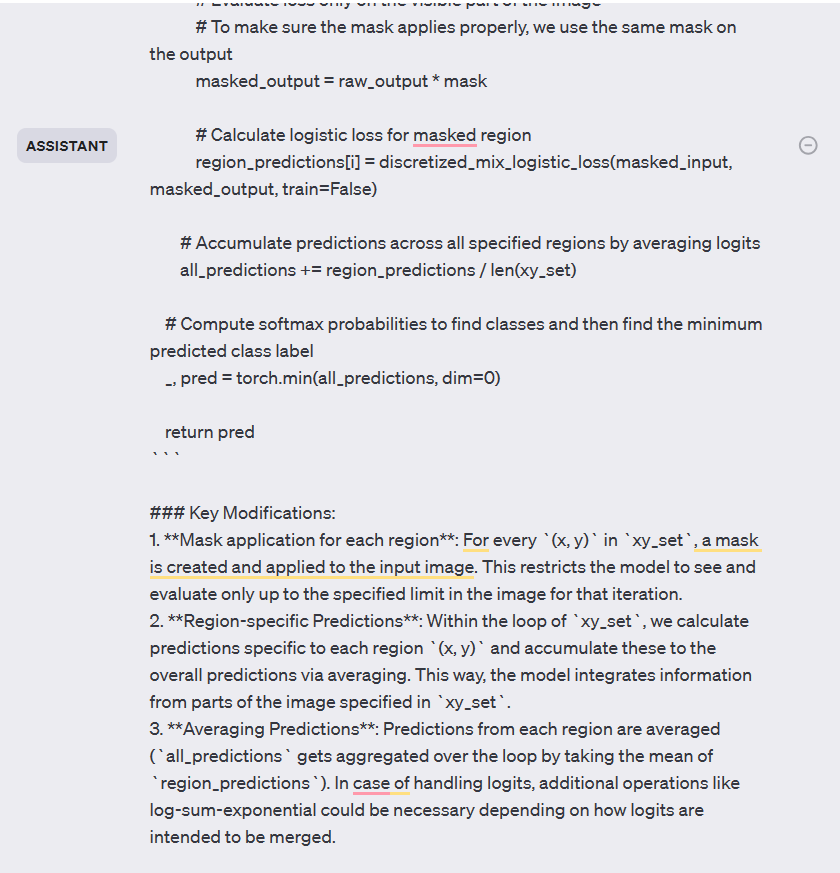 # Evaluate loss only on the visible part of the image
# To make sure the mask applies properly, we use the same mask on
the output
masked_output = raw_output * mask
# Calculate logistic loss for masked region
ASSISTANT
region_predictions[i] = discretized_mix_logistic_loss(masked_input,
masked_output, train=False)
# Accumulate predictions across all specified regions by averaging logits
all_predictions += region_predictions / len(xy_set)
# Compute softmax probabilities to find classes and then find the minimum
predicted class label
_, pred = torch.min(all_predictions, dim=0)
return pred
```
### Key Modifications:
1. **Mask application for each region**: For every `(x, y)` in `xy_set`, a mask
is created and applied to the input image. This restricts the model to see and
evaluate only up to the specified limit in the image for that iteration.
2. **Region-specific Predictions**: Within the loop of `xy_set`, we calculate
predictions specific to each region `(x, y)` and accumulate these to the
overall predictions via averaging. This way, the model integrates information
from parts of the image specified in `xy_set`.
3. **Averaging Predictions**: Predictions from each region are averaged
(`all_predictions` gets aggregated over the loop by taking the mean of
`region_predictions`). In case of handling logits, additional operations like
log-sum-exponential could be necessary depending on how logits are
intended to be merged.